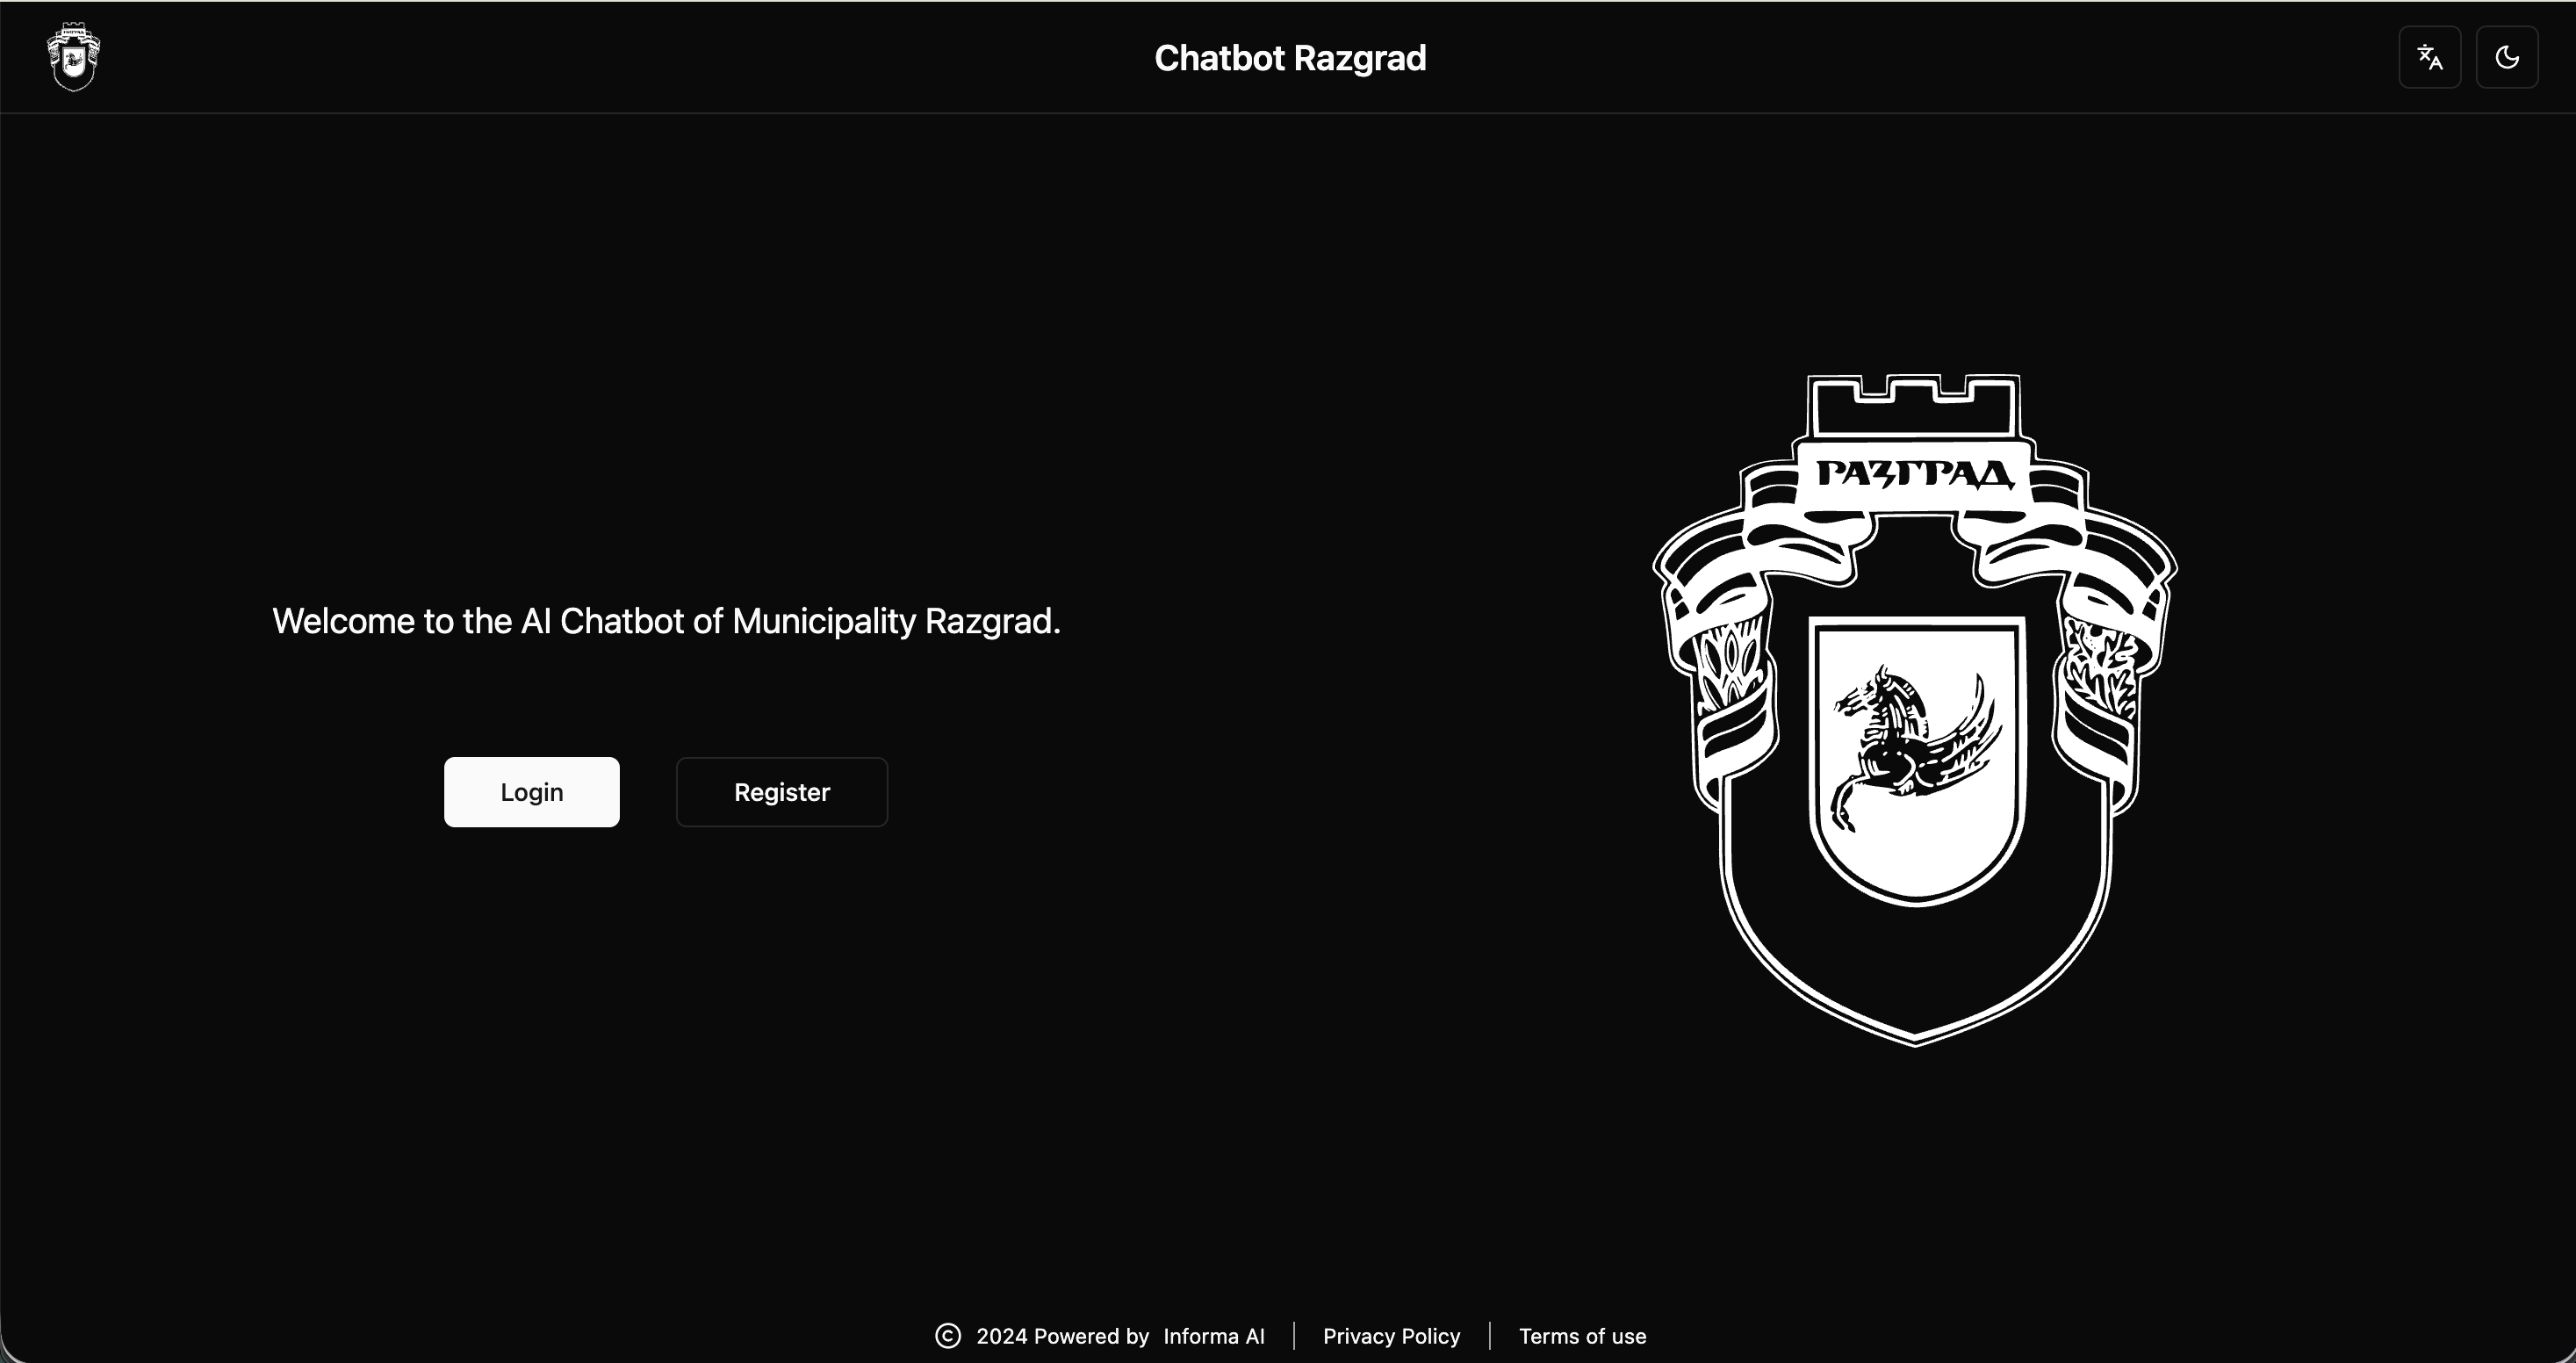 Chatbot Razgrad
РАЗГРАД
Welcome to the AI Chatbot of Municipality Razgrad.
Login
Register
© 2024 Powered by Informa AI | Privacy Policy | Terms of use